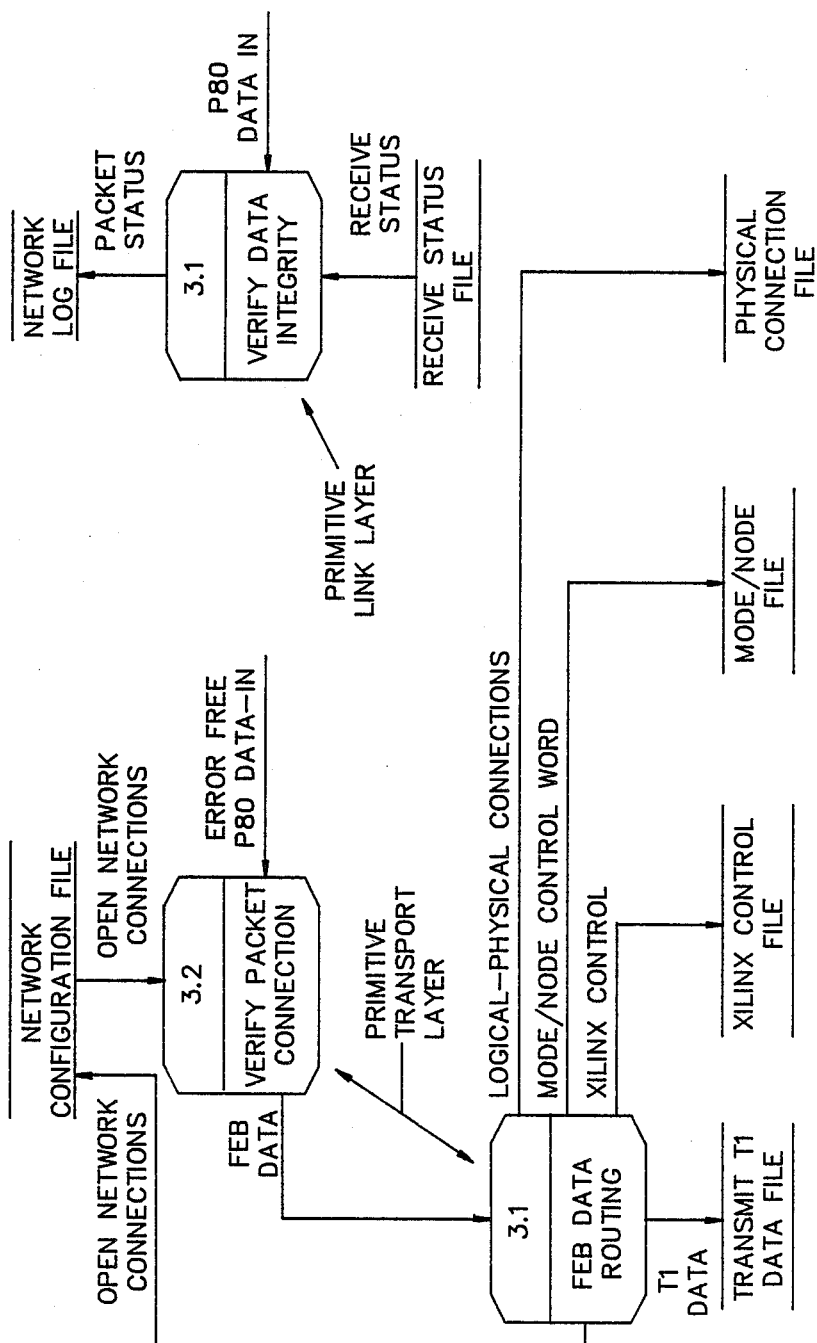 NETWORK
LOG FILE
PACKET
STATUS
P80
DATA IN
3.1
VERIFY DATA
INTEGRITY
RECEIVE
STATUS
RECEIVE STATUS
FILE
PRIMITIVE
LINK LAYER
NETWORK
CONFIGURATION FILE
OPEN NETWORK
CONNECTIONS
OPEN NETWORK
CONNECTIONS
ERROR FREE
P80 DATA-IN
3.2
VERIFY PACKET
CONNECTION
FEB
DATA
PRIMITIVE
TRANSPORT
LAYER
3.1
FEB DATA
ROUTING
LOGICAL-PHYSICAL CONNECTIONS
MODE/NODE CONTROL WORD
XILINX CONTROL
T1
DATA
TRANSMIT T1
DATA FILE
XILINX CONTROL
FILE
MODE/NODE
FILE
PHYSICAL
CONNECTION
FILE